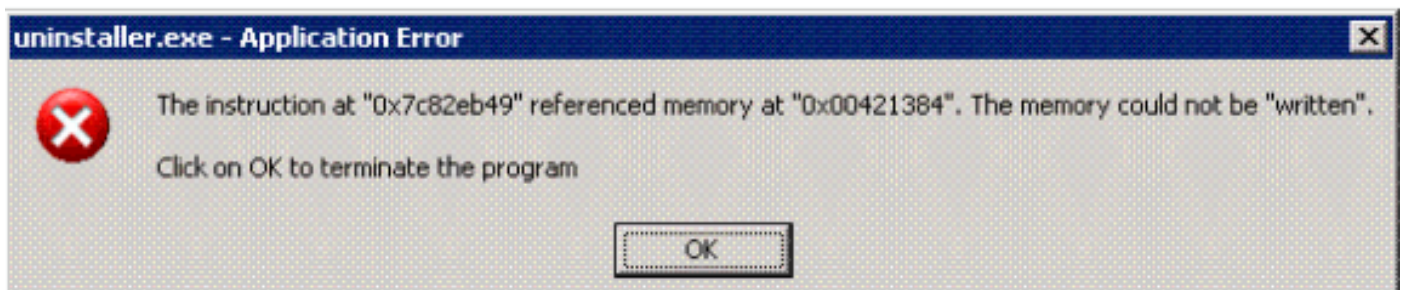 uninstaller.exe - Application Error
The instruction at "0x7c82eb49" referenced memory at "0x00421384". The memory could not be "written".
Click on OK to terminate the program
OK